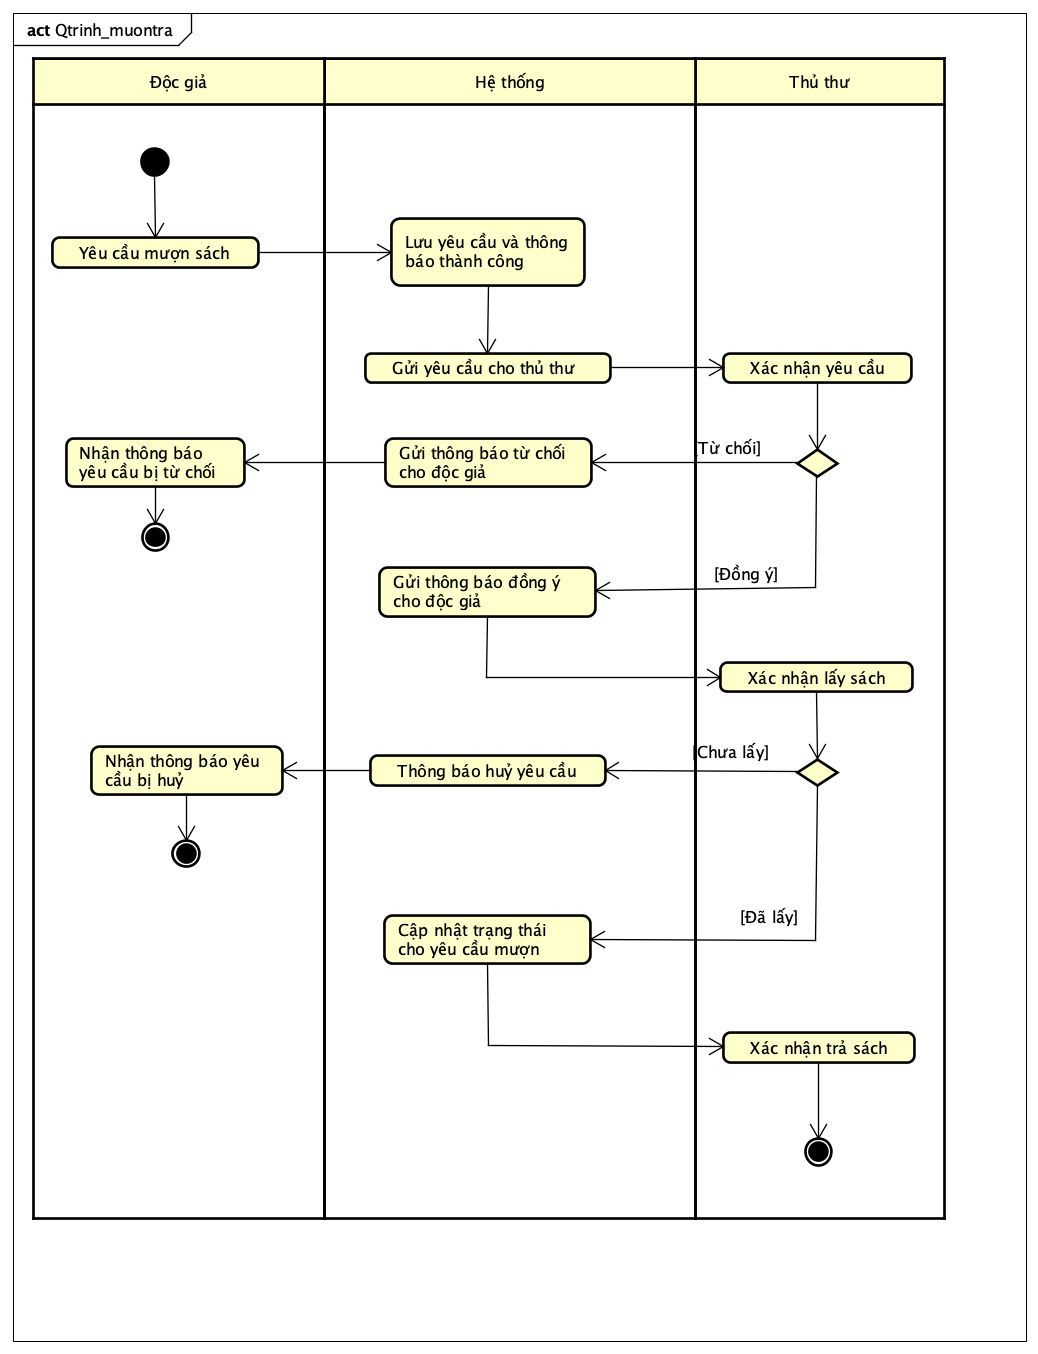 act Qtrinh_muontra
Độc giả
Hệ thống
Thủ thư
Yêu cầu mượn sách
Lưu yêu cầu và thông
báo thành công
Gửi yêu cầu cho thủ thư
Xác nhận yêu cầu
Nhận thông báo
yêu cầu bị từ chối
Gửi thông báo từ chối
cho độc giả
[Từ chối]
Gửi thông báo đồng ý
cho độc giả
[Đồng ý]
Xác nhận lấy sách
Nhận thông báo yêu
cầu bị huỷ
Thông báo huỷ yêu cầu
[Chưa lấy]
Cập nhật trạng thái
cho yêu cầu mượn
[Đã lấy]
Xác nhận trả sách